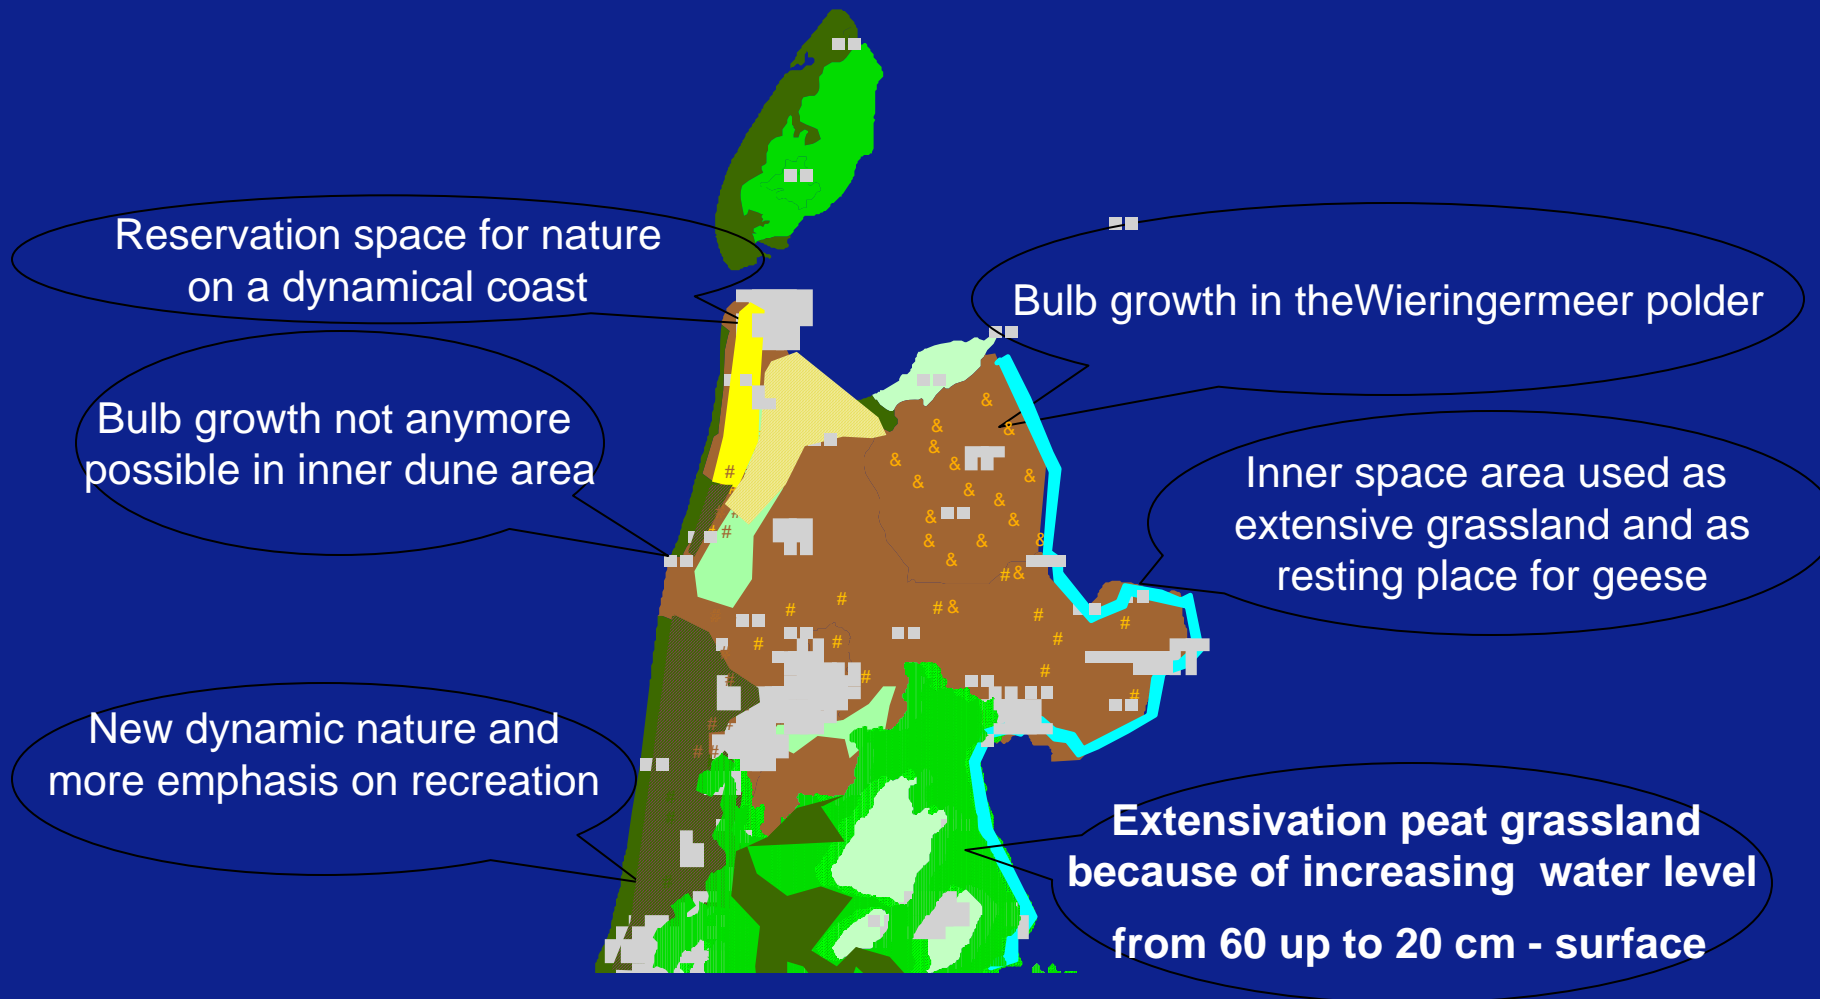 Reservation space for nature
on a dynamical coast
Bulb growth in theWieringermeer polder
Bulb growth not anymore
possible in inner dune area
Inner space area used as
extensive grassland and as
resting place for geese
New dynamic nature and
more emphasis on recreation
Extensivation peat grassland
because of increasing water level
from 60 up to 20 cm - surface